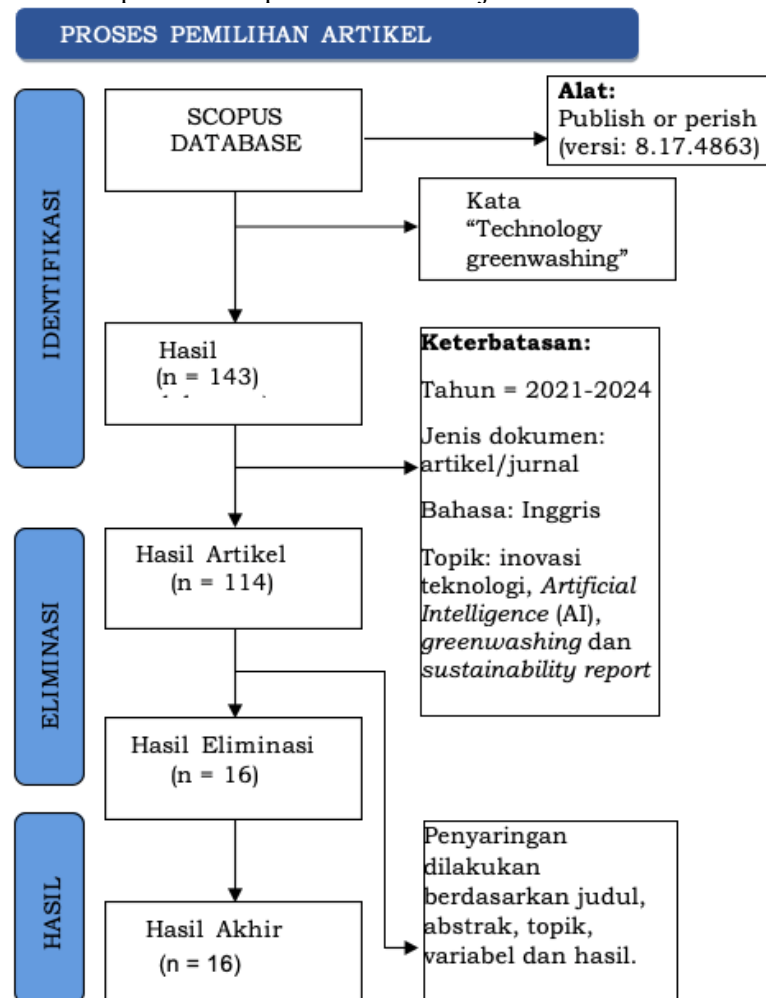 PROSES PEMILIHAN ARTIKEL
IDENTIFIKASI
SCOPUS
DATABASE
Alat:
Publish or perish
(versi: 8.17.4863)
Kata
“Technology
greenwashing”
Hasil
(n = 143)
Keterbatasan:
Tahun = 2021-2024
Jenis dokumen:
artikel/jurnal
Bahasa: Inggris
Topik: inovasi
teknologi, Artificial
Intelligence (AI),
greenwashing dan
sustainability report
ELIMINASI
Hasil Artikel
(n = 114)
Hasil Eliminasi
(n = 16)
Penyaringan
dilakukan
berdasarkan judul,
abstrak, topik,
variabel dan hasil.
HASIL
Hasil Akhir
(n = 16)